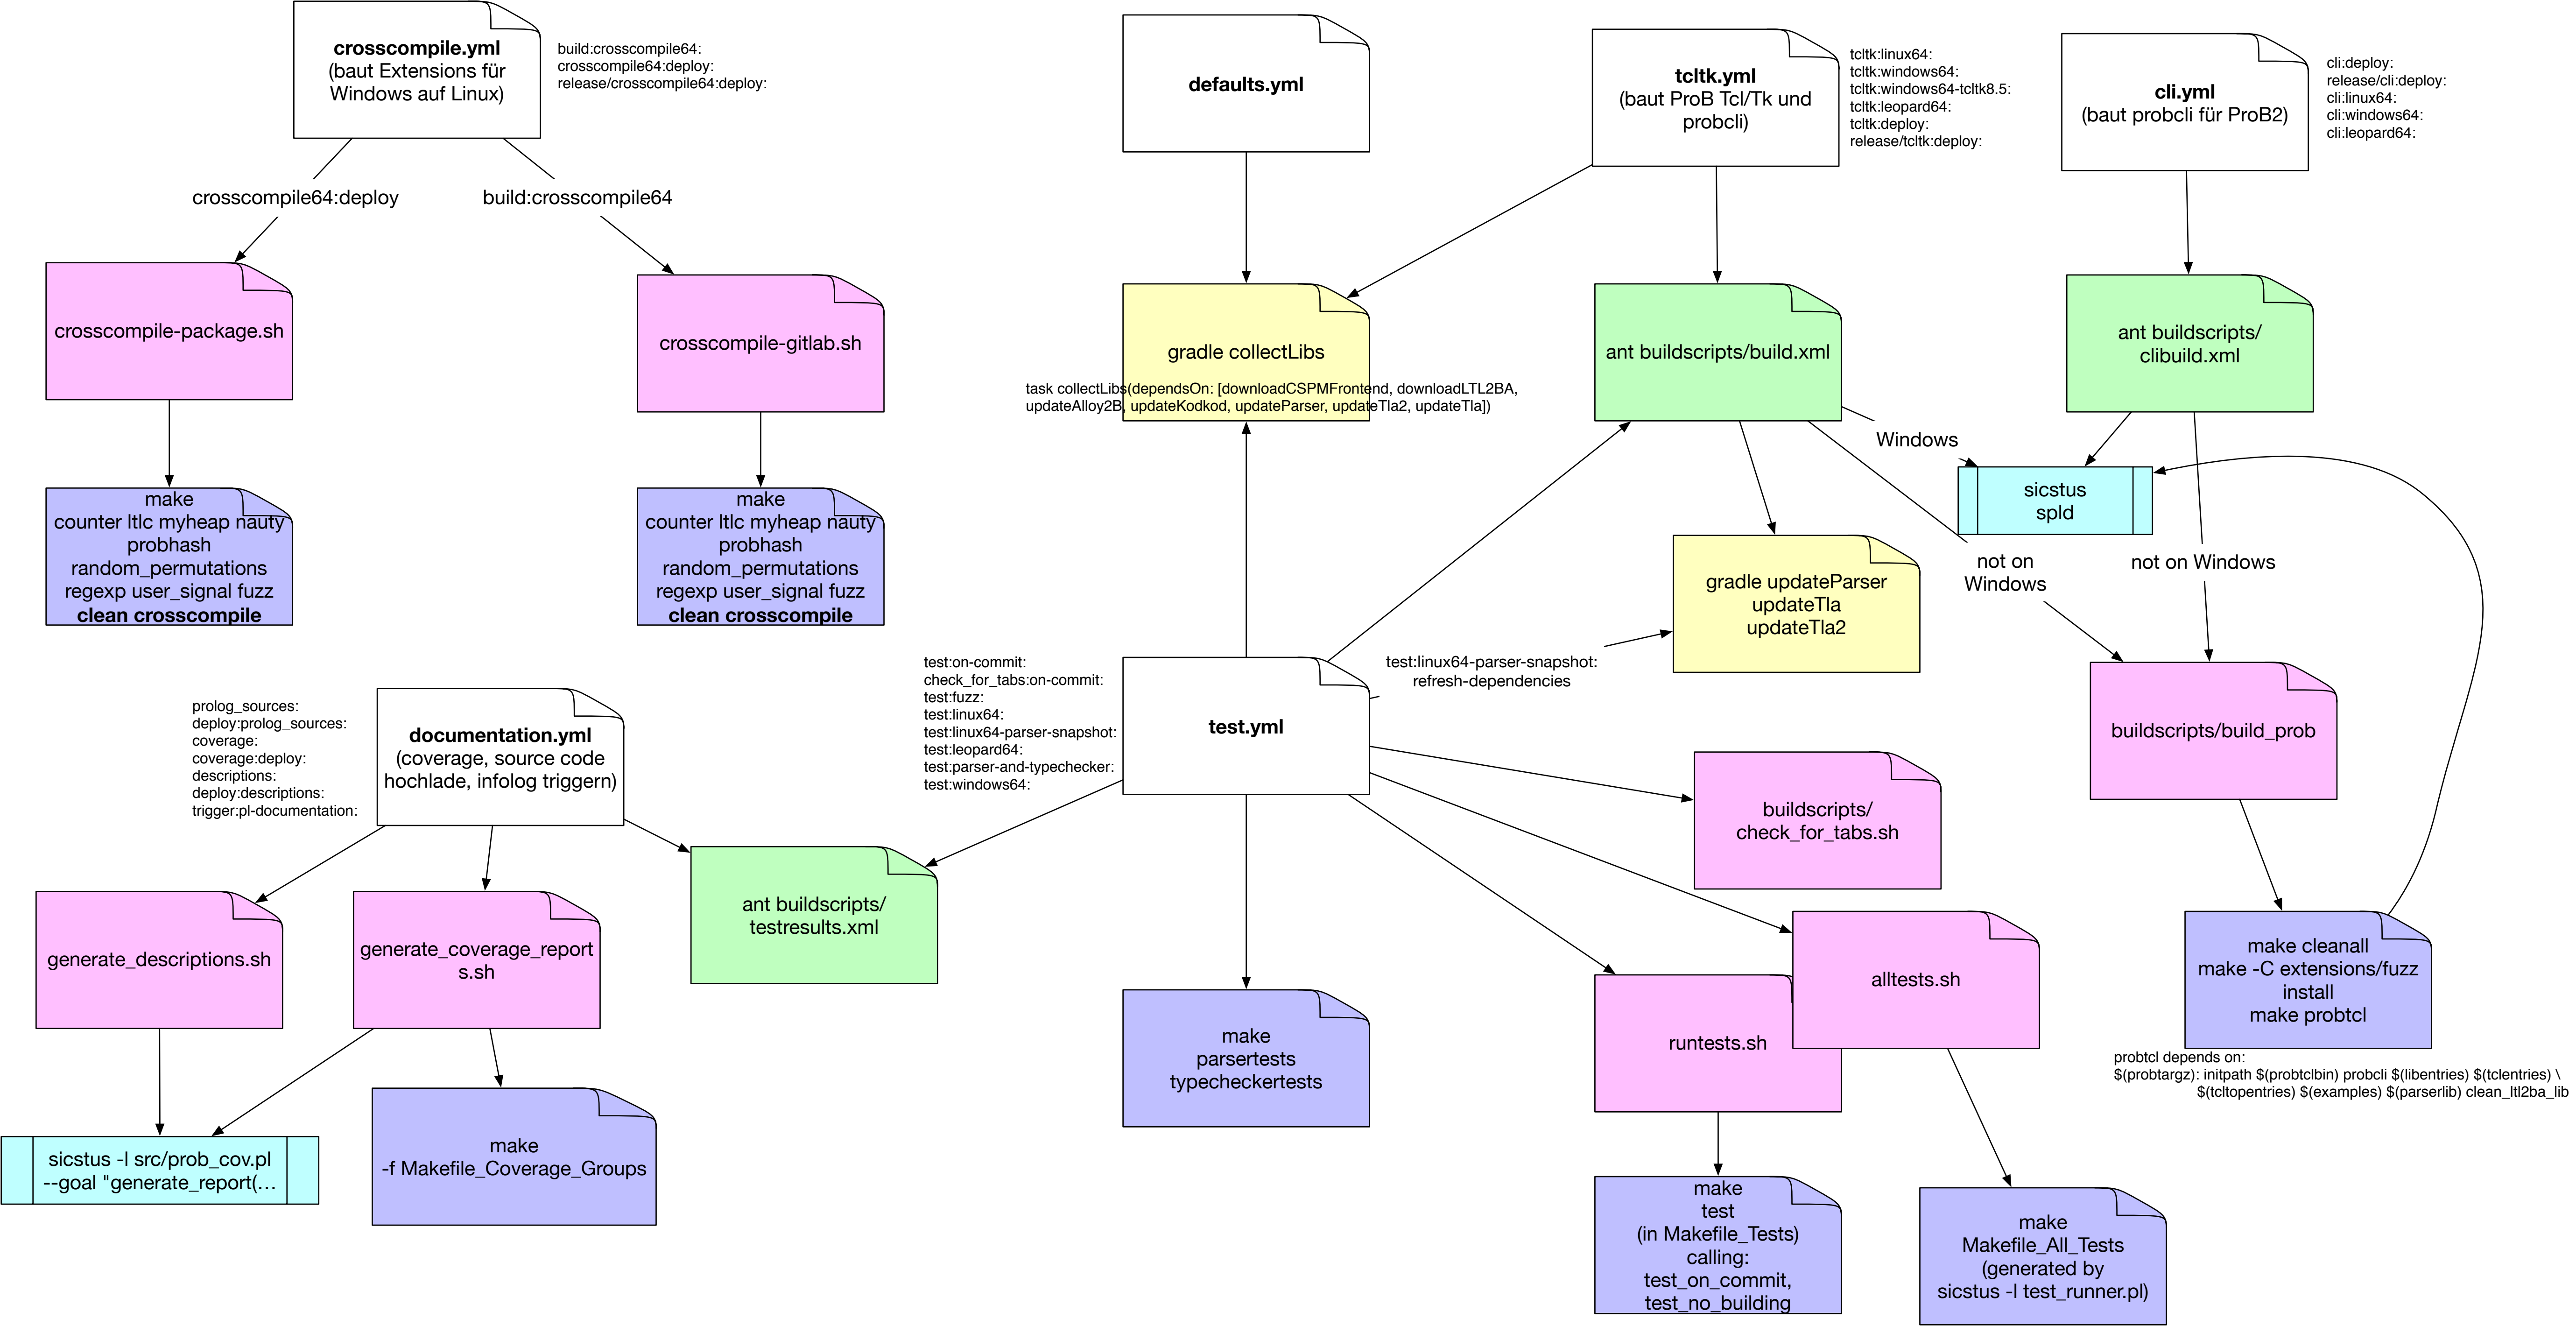 crosscompile.yml
(baut Extensions für
Windows auf Linux)
build:crosscompile64:
crosscompile64:deploy:
release/crosscompile64:deploy:
defaults.yml
tcltk.yml
(baut ProB Tcl/Tk und
probcli)
tcltk:linux64:
tcltk:windows64:
tcltk:windows64-tcltk8.5:
tcltk:leopard64:
tcltk:deploy:
release/tcltk:deploy:
cli.yml
(baut probcli für ProB2)
cli:deploy:
release/cli:deploy:
cli:linux64:
cli:windows64:
cli:leopard64:
crosscompile64:deploy
build:crosscompile64
crosscompile-package.sh
crosscompile-gitlab.sh
gradle collectLibs
task collectLibs(dependsOn: [downloadCSPMFrontend, downloadLTL2BA,
updateAlloy2B, updateKodkod, updateParser, updateTla2, updateTla])
ant buildscripts/build.xml
ant buildscripts/
clibuild.xml
Windows
sicstus
spld
not on
Windows
not on Windows
make
counter ltlc myheap nauty
probhash
random_permutations
regexp user_signal fuzz
clean crosscompile
make
counter ltlc myheap nauty
probhash
random_permutations
regexp user_signal fuzz
clean crosscompile
gradle updateParser
updateTla
updateTla2
test:linux64-parser-snapshot:
refresh-dependencies
test:on-commit:
check_for_tabs:on-commit:
test:fuzz:
test:linux64:
test:linux64-parser-snapshot:
test:leopard64:
test:parser-and-typechecker:
test:windows64:
test.yml
prolog_sources:
deploy:prolog_sources:
coverage:
coverage:deploy:
descriptions:
deploy:descriptions:
trigger:pl-documentation:
documentation.yml
(coverage, source code
hochlade, infolog triggern)
buildscripts/build_prob
buildscripts/
check_for_tabs.sh
ant buildscripts/
testresults.xml
generate_descriptions.sh
generate_coverage_report
s.sh
alltests.sh
runtests.sh
make cleanall
make -C extensions/fuzz
install
make probtcl
probtcl depends on:
$(probtargz): initpath $(probtclbin) probcli $(libentries) $(tclentries) \
$(tcltopentries) $(examples) $(parserlib) clean_ltl2ba_lib
make
parsertests
typecheckertests
sicstus -l src/prob_cov.pl
--goal "generate_report(…
make
-f Makefile_Coverage_Groups
make
test
(in Makefile_Tests)
calling:
test_on_commit,
test_no_building
make
Makefile_All_Tests
(generated by
sicstus -l test_runner.pl)